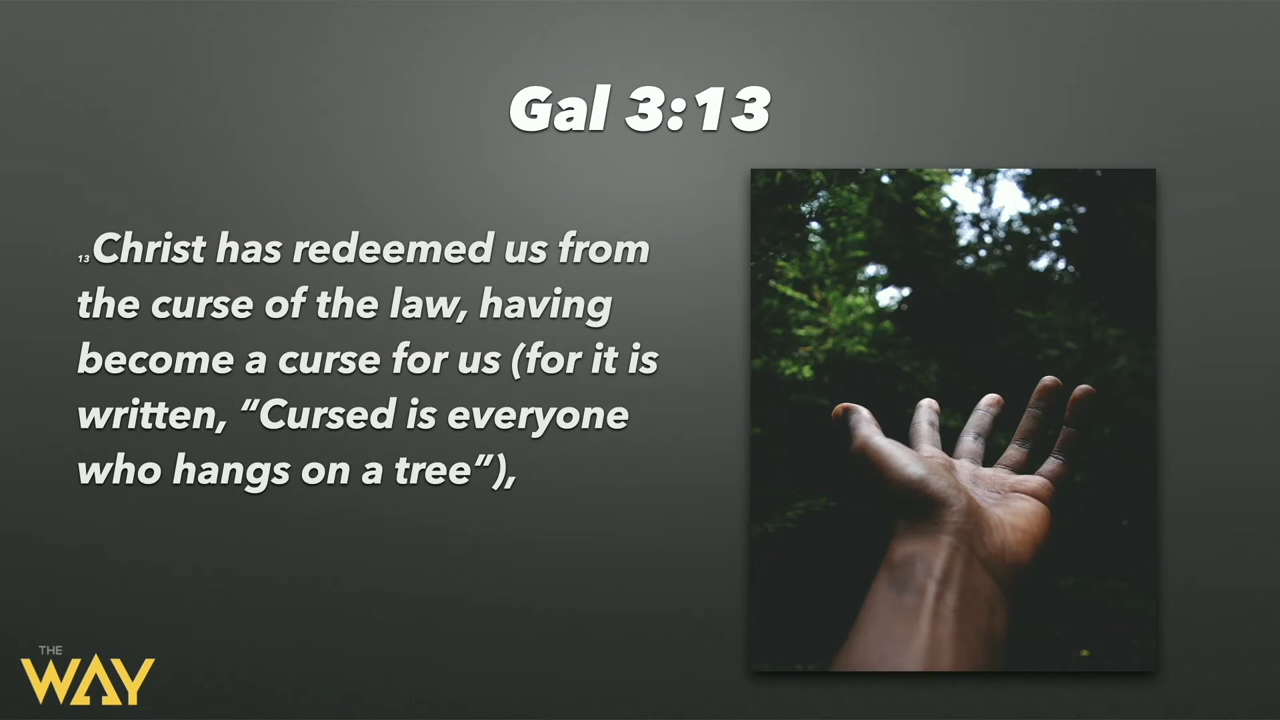 Gal 3:13
13Christ has redeemed us from
the curse of the law, having
become a curse for us (for it is
written, “Cursed is everyone
who hangs on a tree”),
THE
WAY